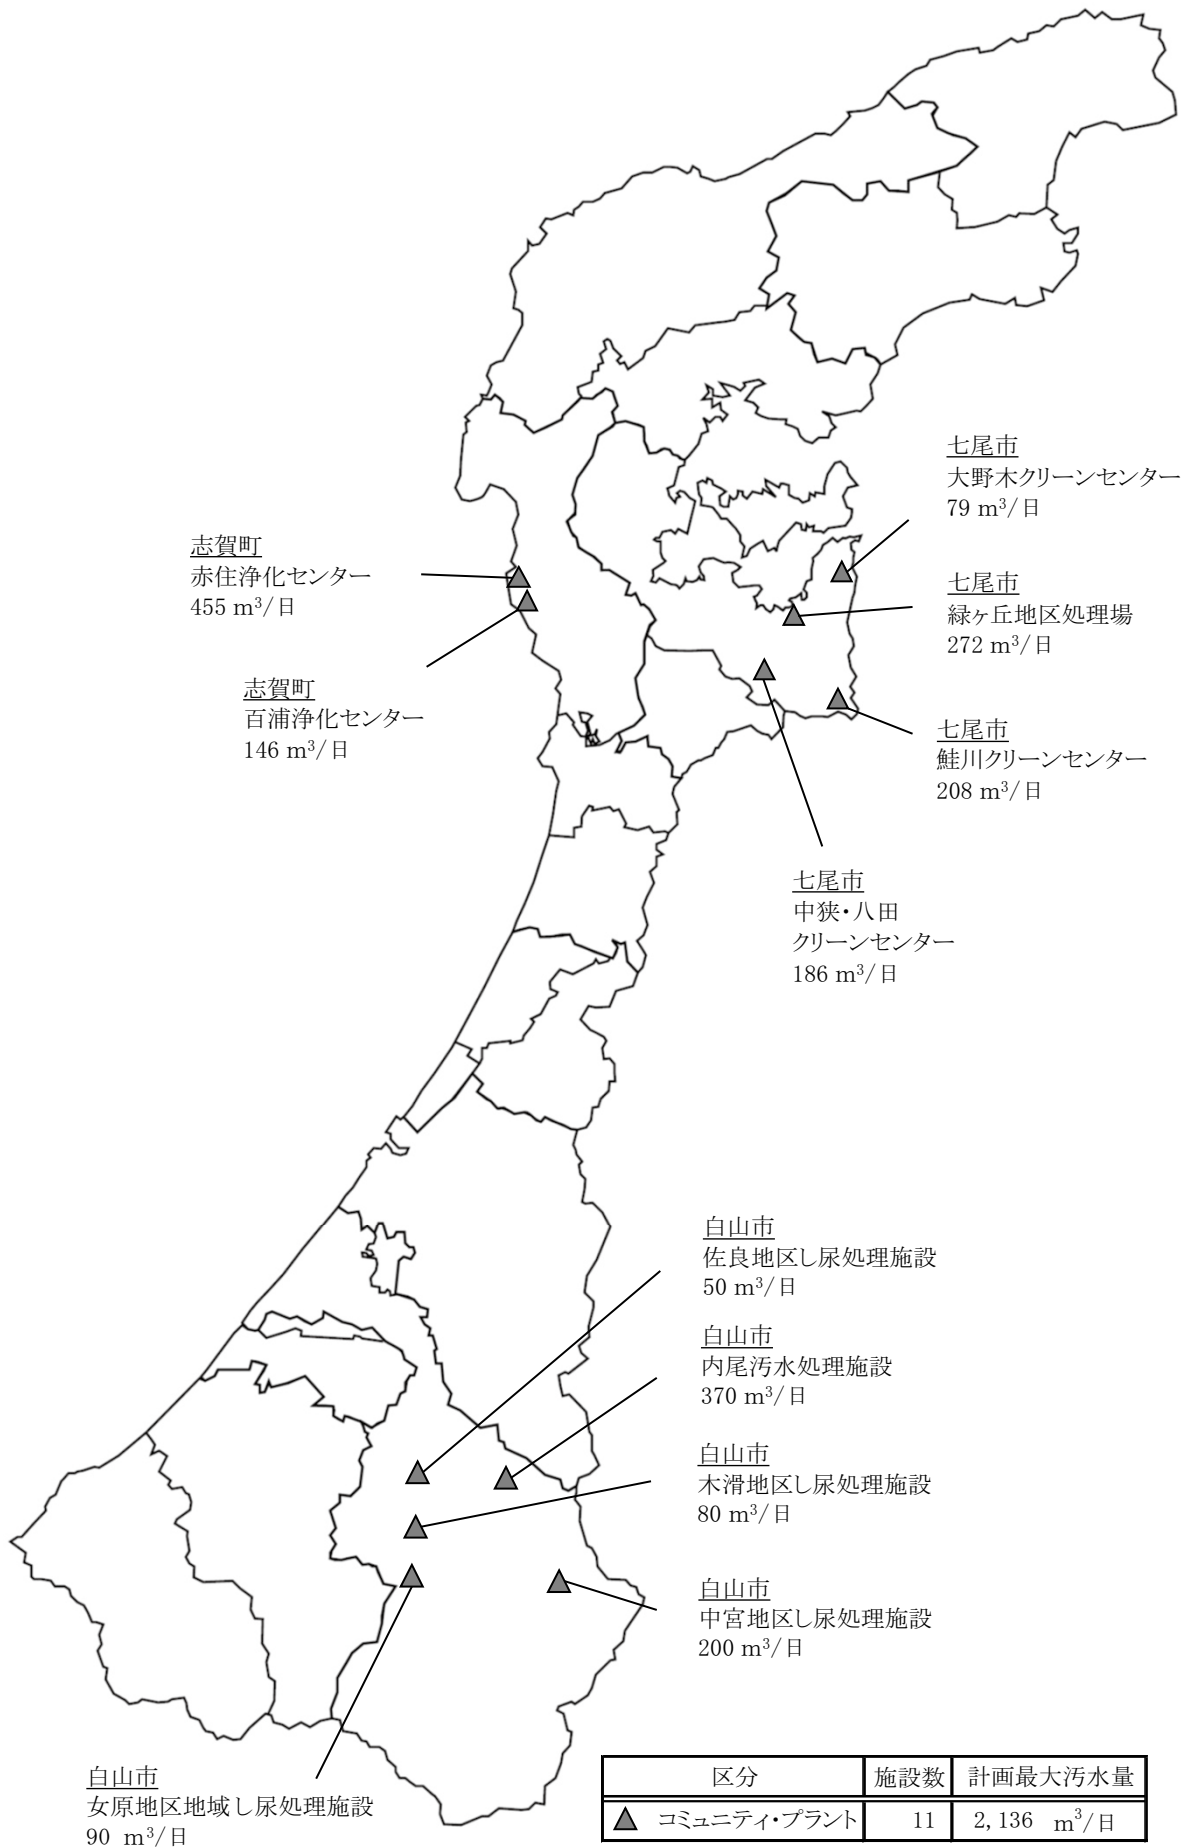 七尾市
大野木クリーンセンター
79 m³/日
志賀町
赤住浄化センター
455 m³/日
七尾市
緑ヶ丘地区処理場
272 m³/日
志賀町
百浦浄化センター
146 m³/日
七尾市
鮭川クリーンセンター
208 m³/日
七尾市
中狭・八田
クリーンセンター
186 m³/日
白山市
佐良地区し尿処理施設
50 m³/日
白山市
内尾汚水処理施設
370 m³/日
白山市
木滑地区し尿処理施設
80 m³/日
白山市
中宮地区し尿処理施設
200 m³/日
白山市
女原地区地域し尿処理施設
90 m³/日
区分 施設数 計画最大汚水量
▲ コミュニティ・プラント 11 2,136 m³/日